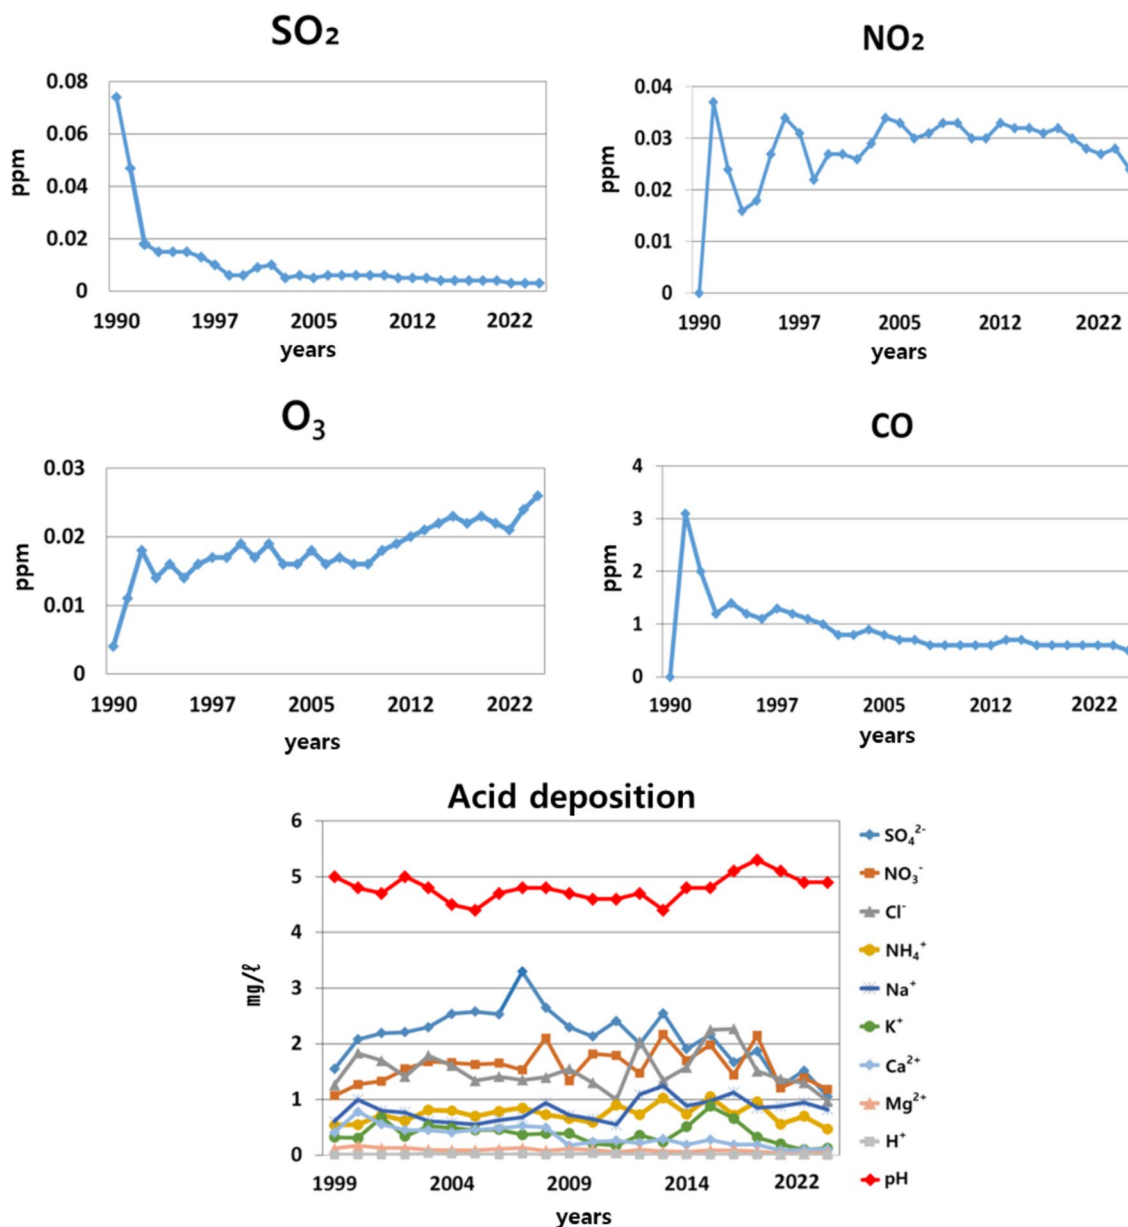 SO₂
0.08
0.06
0.04
0.02
0
ppm
1990 1997 2005 2012 2022
years
NO₂
0.04
0.03
0.02
0.01
0
ppm
1990 1997 2005 2012 2022
years
O₃
0.03
0.02
0.01
0
ppm
1990 1997 2005 2012 2022
years
CO
4
3
2
1
0
ppm
1990 1997 2005 2012 2022
years
Acid deposition
6
5
4
3
2
1
0
㎎/ℓ
1999 2004 2009 2014 2022
years
SO₄²⁻
NO₃⁻
Cl⁻
NH₄⁺
Na⁺
K⁺
Ca²⁺
Mg²⁺
H⁺
pH